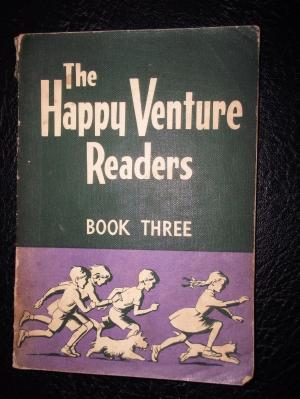 The
Happy Venture
Readers
BOOK THREE